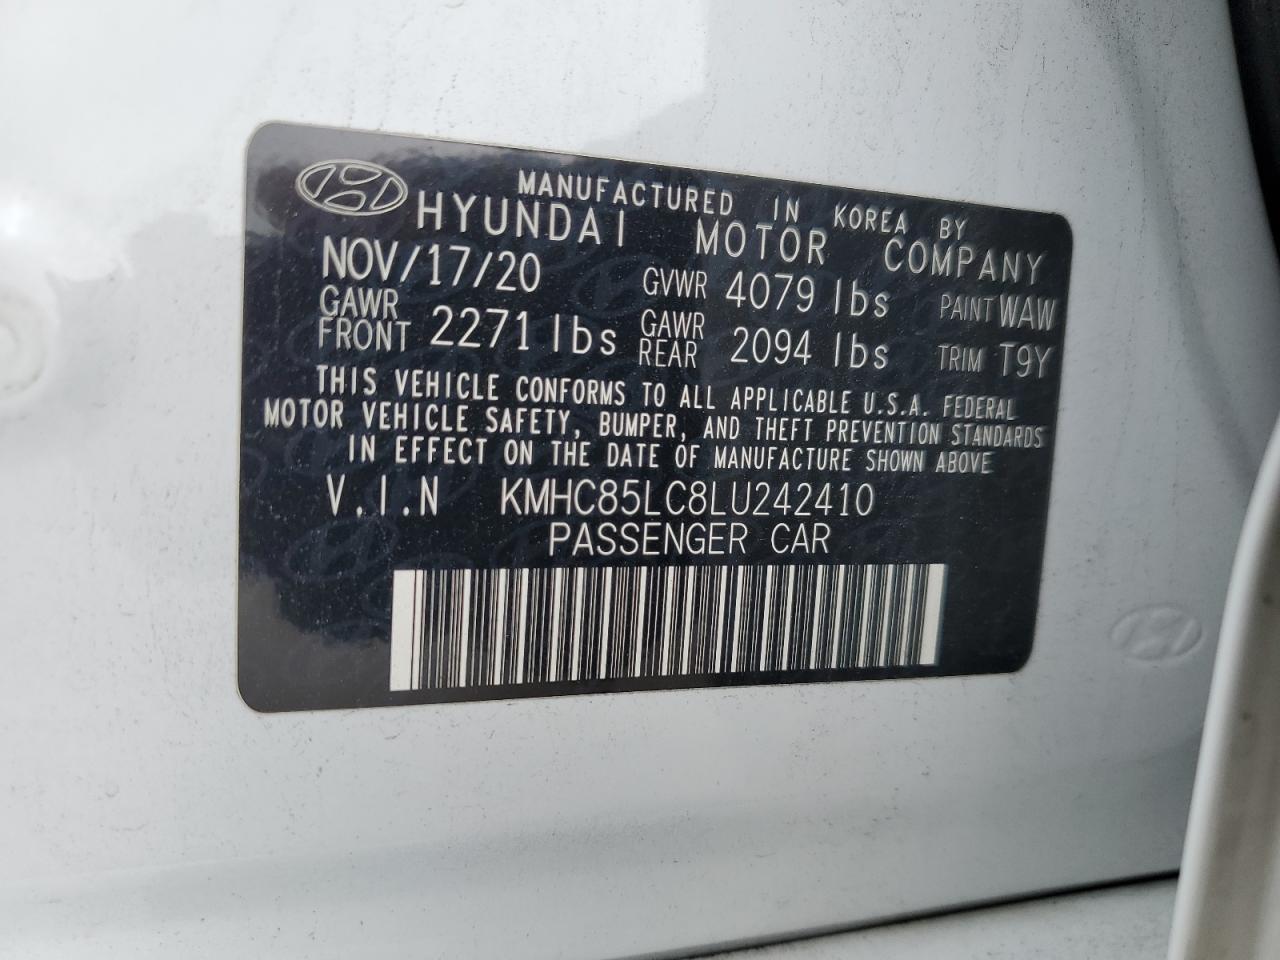 MANUFACTURED IN KOREA BY
HYUNDAI MOTOR COMPANY
NOV/17/20 GVWR 4079 lbs PAINT WAW
GAWR FRONT 2271 lbs GAWR REAR 2094 lbs TRIM T9Y
THIS VEHICLE CONFORMS TO ALL APPLICABLE U.S.A. FEDERAL
MOTOR VEHICLE SAFETY, BUMPER, AND THEFT PREVENTION STANDARDS
IN EFFECT ON THE DATE OF MANUFACTURE SHOWN ABOVE
V.I.N KMHC85LC8LU242410
PASSENGER CAR